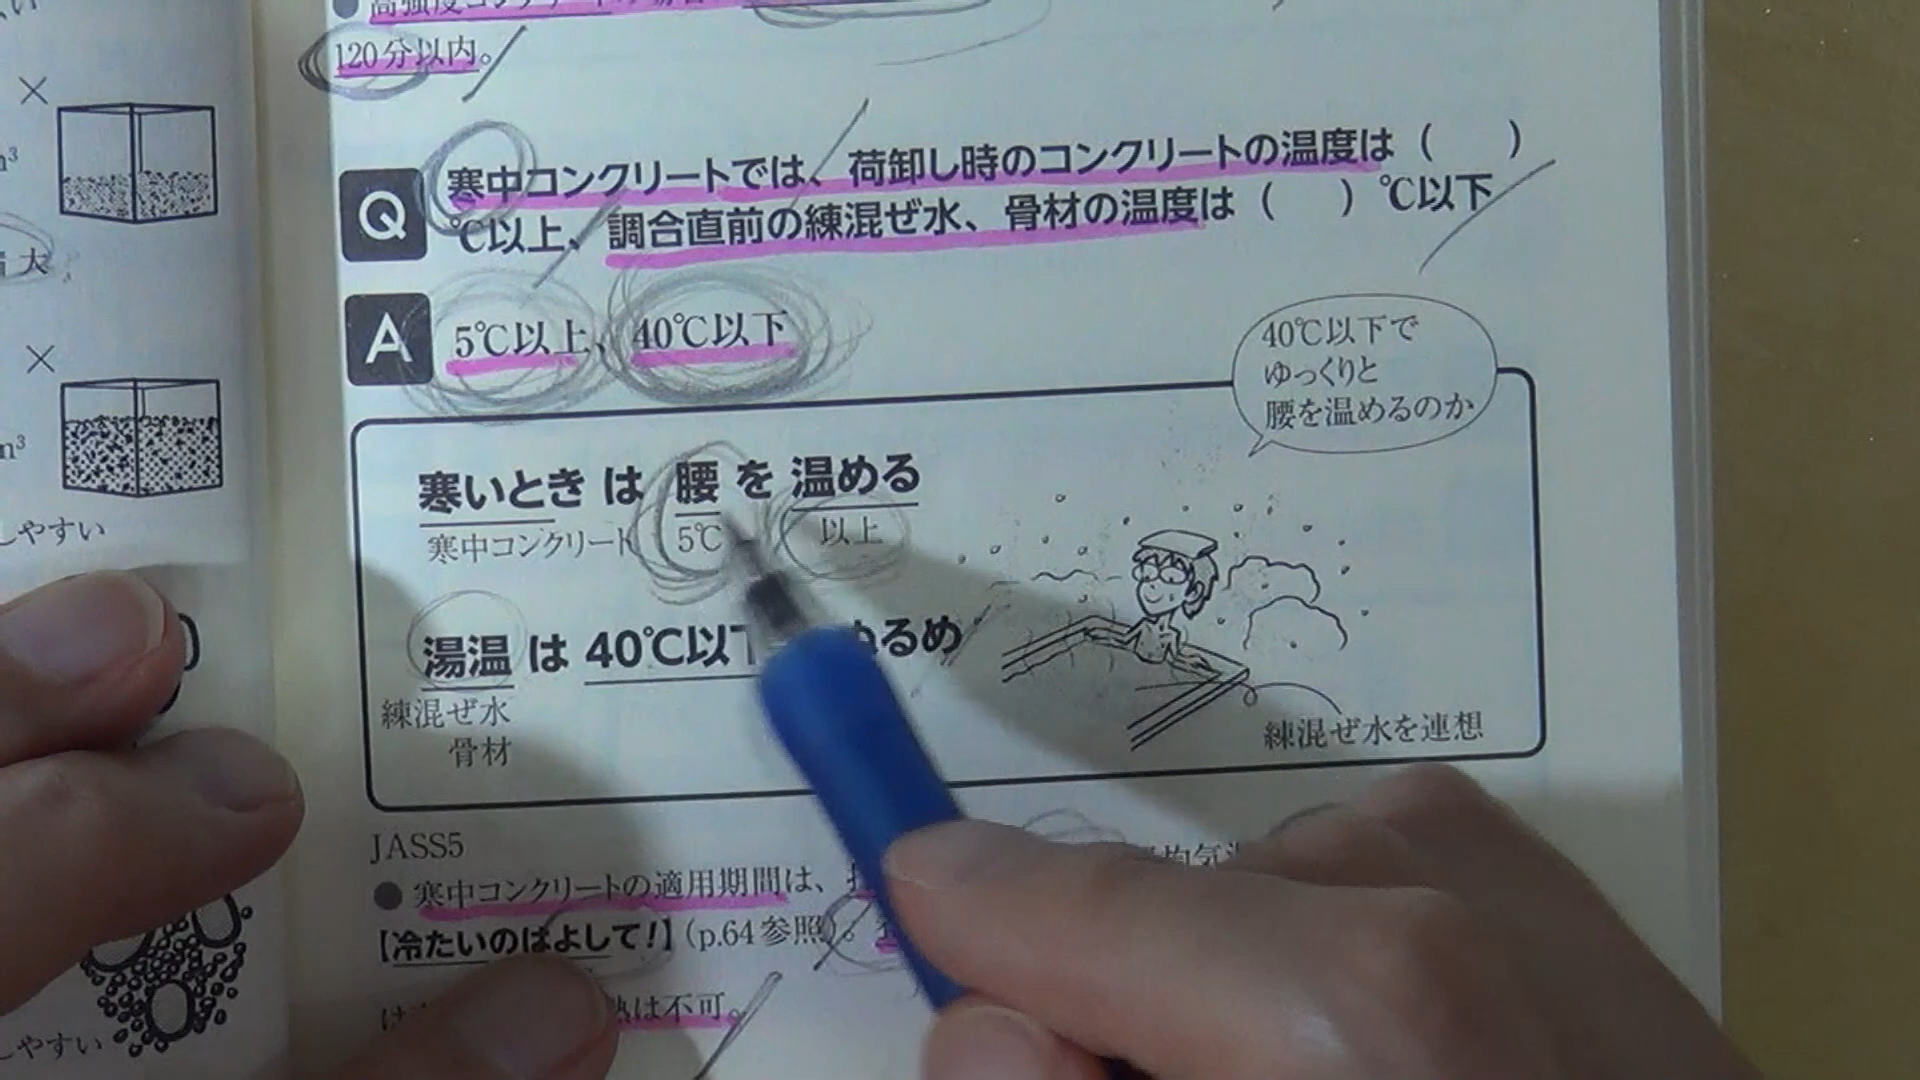 120分以内。
Q 寒中コンクリートでは、荷卸し時のコンクリートの温度は（　　）
℃以上、調合直前の練混ぜ水、骨材の温度は（　　）℃以下
A 5℃以上、40℃以下
40℃以下で
ゆっくりと
腰を温めるのか
寒いときは 腰を 温める
寒中コンクリート 5℃ 以上
湯温は 40℃以下 ぬるめ
練混ぜ水
骨材
練混ぜ水を連想
JASS5
●寒中コンクリートの適用期間は、
【冷たいのはよして!】(p.64参照)。
熱は不可。
×
m³
大
×
m³
しやすい
しやすい